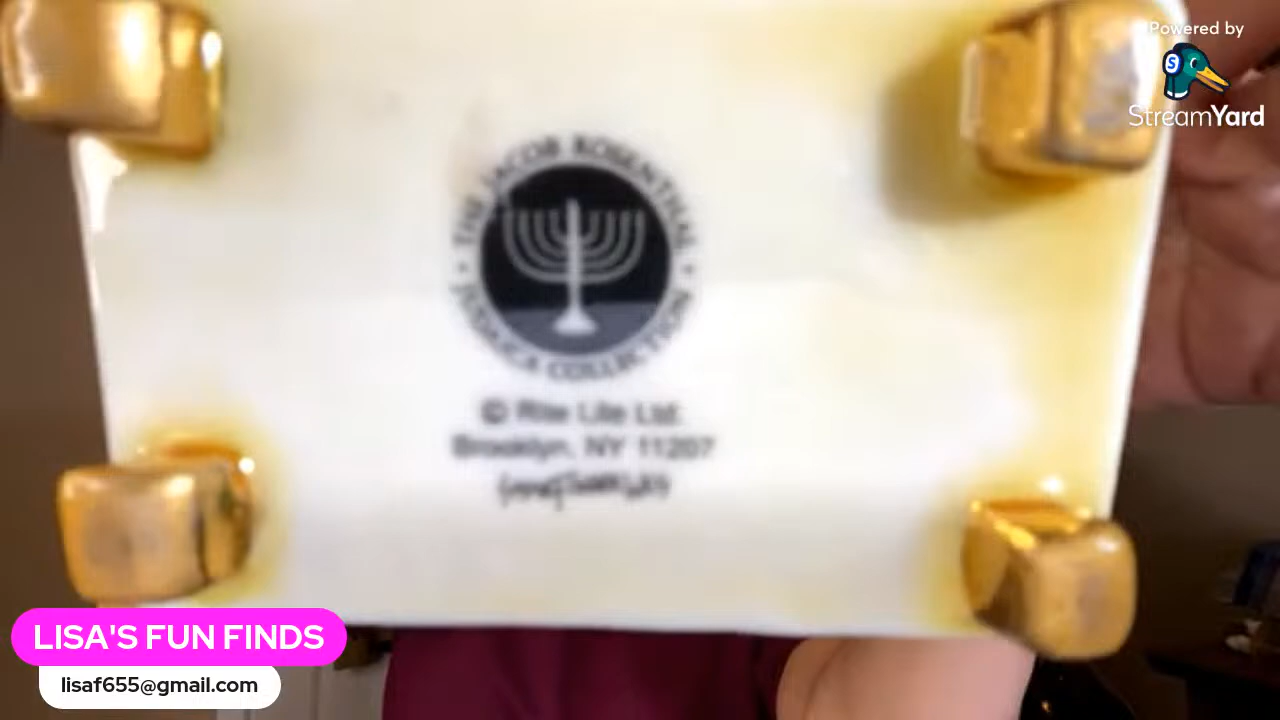 Powered by
S
StreamYard
THE JACOB ROSENTHAL
• JUDAICA COLLECTION •
© Rite Lite Ltd.
Brooklyn, NY 11207
LISA'S FUN FINDS
lisaf655@gmail.com